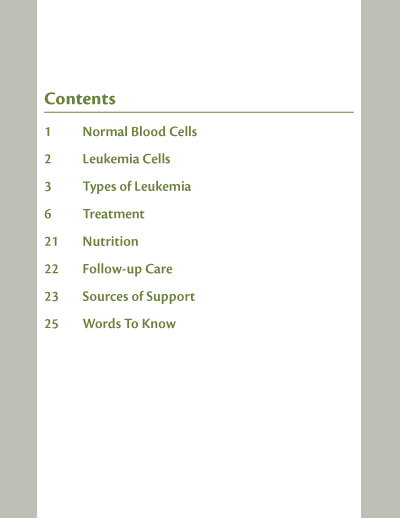 Contents
1 Normal Blood Cells
2 Leukemia Cells
3 Types of Leukemia
6 Treatment
21 Nutrition
22 Follow-up Care
23 Sources of Support
25 Words To Know